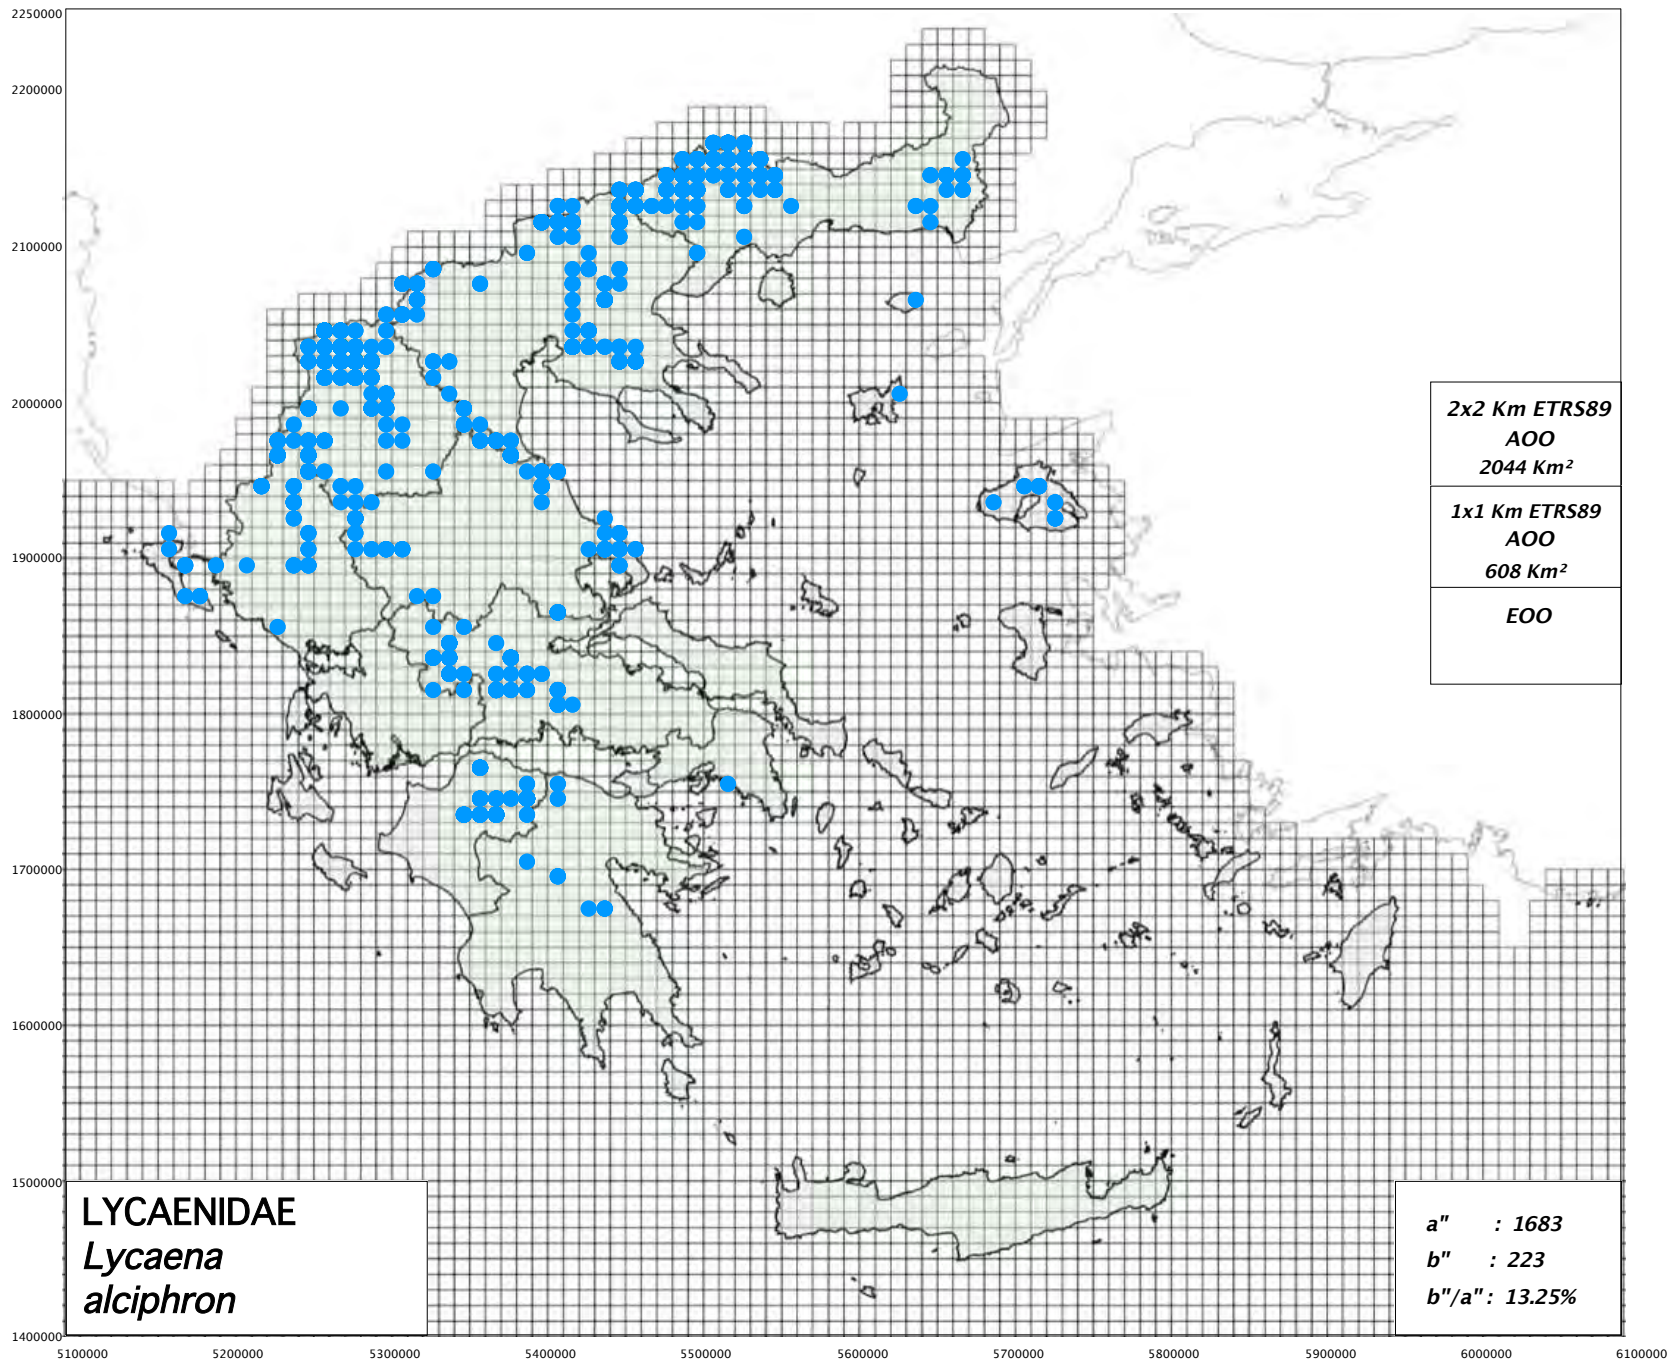 2250000
2200000
2100000
2000000
1900000
1800000
1700000
1600000
1500000
1400000
2x2 Km ETRS89
AOO
2044 Km²
1x1 Km ETRS89
AOO
608 Km²
EOO
LYCAENIDAE
Lycaena
alciphron
a" : 1683
b" : 223
b"/a" : 13.25%
5100000 5200000 5300000 5400000 5500000 5600000 5700000 5800000 5900000 6000000 6100000